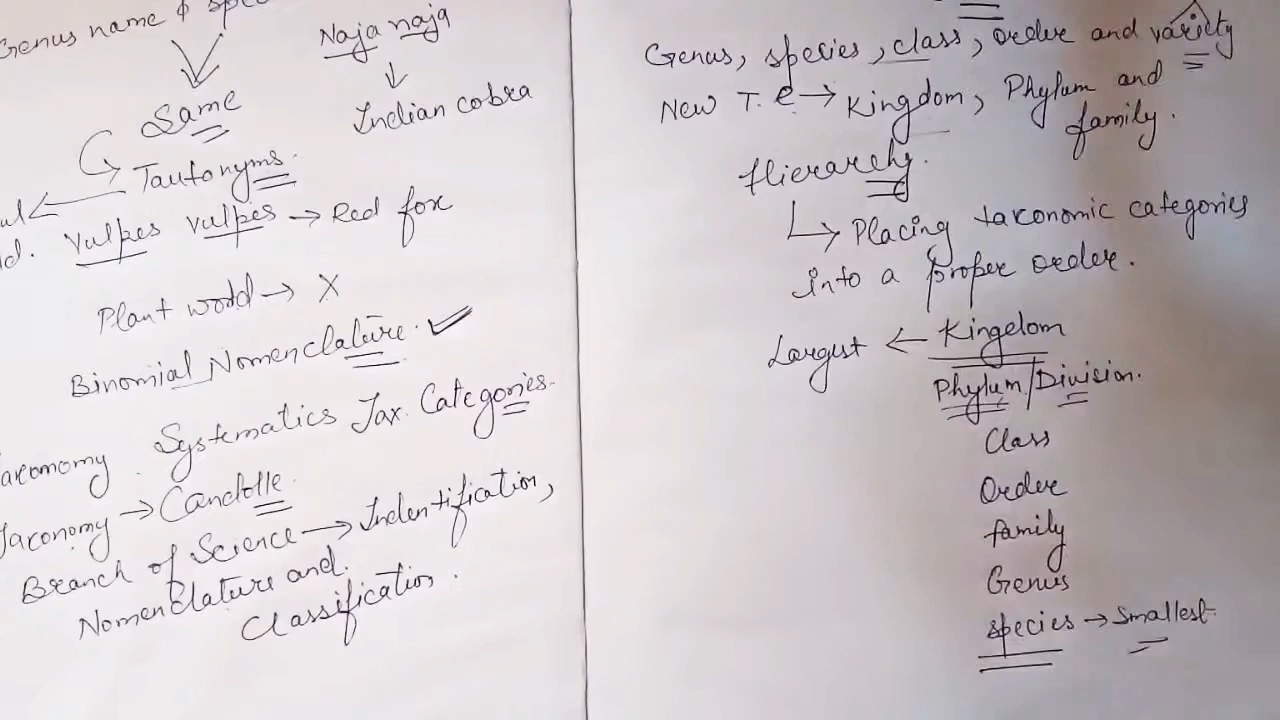 Genus name &
Same
Tautonyms.
Vulpes vulpes → Red fox
Naja naja
↓
Indian cobra
Plant world → X
Binomial Nomenclature. ✓
Taxonomy Systematics Tax. Categories.
Taxonomy → Candolle.
Branch of Science → Indentification,
Nomenclature and
Classification.
Genus, species, class, order and variety
New T. C → Kingdom, Phylum and
family.
Hierarchy.
↳ Placing taxonomic categories
into a proper order.
Largest ← Kingdom
Phylum/Division.
Class
Order
family
Genus
species → Smallest